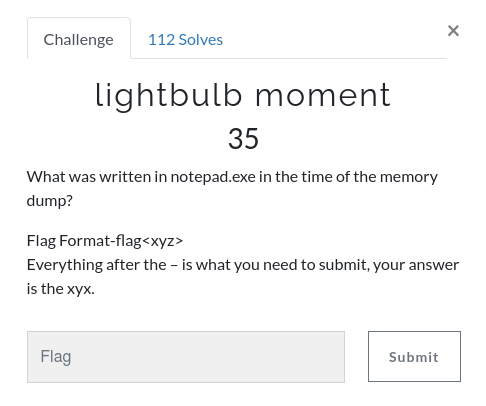 Challenge
112 Solves
×
lightbulb moment
35
What was written in notepad.exe in the time of the memory
dump?
Flag Format-flag<xyz>
Everything after the – is what you need to submit, your answer
is the xyx.
Flag
Submit